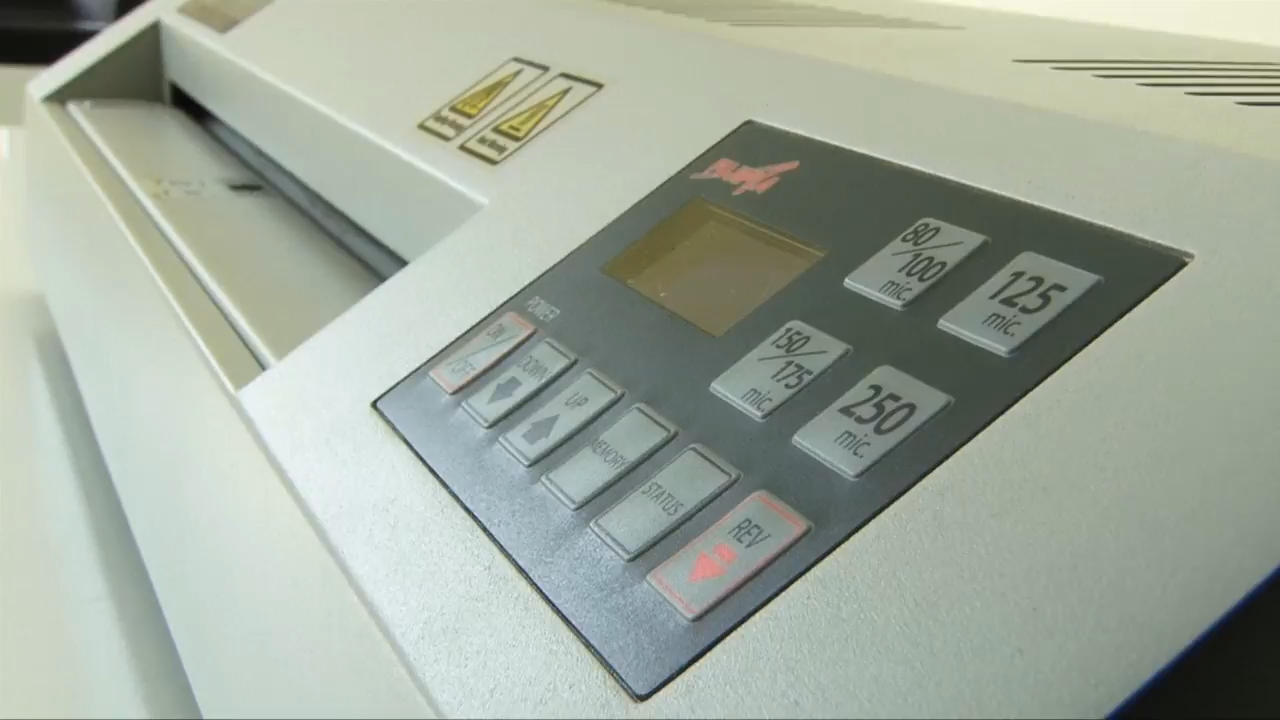 80/
100
mic.
125
mic.
150/
175
mic.
250
mic.
POWER
ON/
OFF
DOWN
UP
MEMORY
STATUS
REV